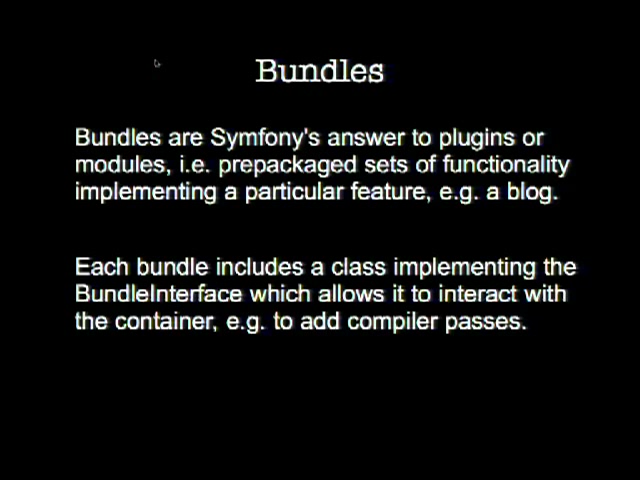 Bundles
Bundles are Symfony's answer to plugins or
modules, i.e. prepackaged sets of functionality
implementing a particular feature, e.g. a blog.
Each bundle includes a class implementing the
BundleInterface which allows it to interact with
the container, e.g. to add compiler passes.